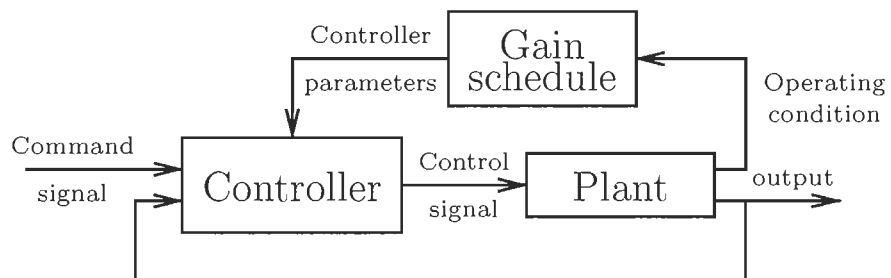 Controller
parameters
Gain
schedule
Operating
condition
Command
signal
Controller
Control
signal
Plant
output